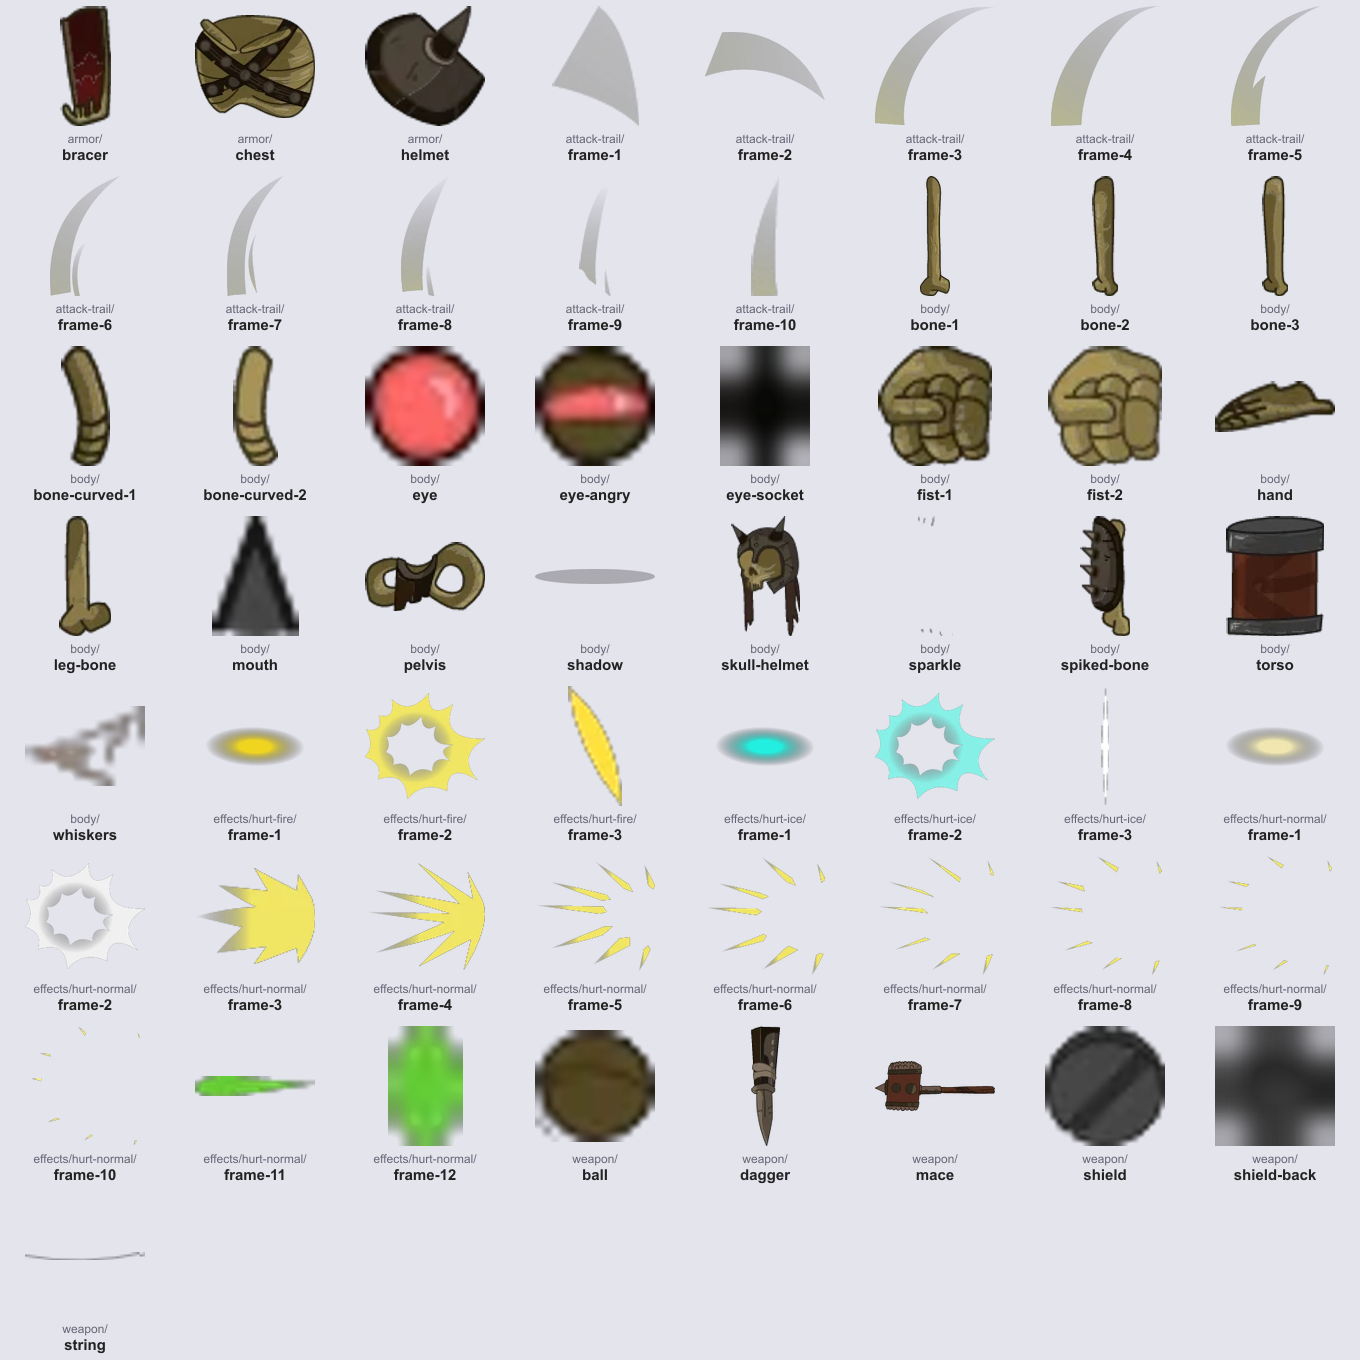 armor/
bracer
armor/
chest
armor/
helmet
attack-trail/
frame-1
attack-trail/
frame-2
attack-trail/
frame-3
attack-trail/
frame-4
attack-trail/
frame-5
attack-trail/
frame-6
attack-trail/
frame-7
attack-trail/
frame-8
attack-trail/
frame-9
attack-trail/
frame-10
body/
bone-1
body/
bone-2
body/
bone-3
body/
bone-curved-1
body/
bone-curved-2
body/
eye
body/
eye-angry
body/
eye-socket
body/
fist-1
body/
fist-2
body/
hand
body/
leg-bone
body/
mouth
body/
pelvis
body/
shadow
body/
skull-helmet
body/
sparkle
body/
spiked-bone
body/
torso
body/
whiskers
effects/hurt-fire/
frame-1
effects/hurt-fire/
frame-2
effects/hurt-fire/
frame-3
effects/hurt-ice/
frame-1
effects/hurt-ice/
frame-2
effects/hurt-ice/
frame-3
effects/hurt-normal/
frame-1
effects/hurt-normal/
frame-2
effects/hurt-normal/
frame-3
effects/hurt-normal/
frame-4
effects/hurt-normal/
frame-5
effects/hurt-normal/
frame-6
effects/hurt-normal/
frame-7
effects/hurt-normal/
frame-8
effects/hurt-normal/
frame-9
effects/hurt-normal/
frame-10
effects/hurt-normal/
frame-11
effects/hurt-normal/
frame-12
weapon/
ball
weapon/
dagger
weapon/
mace
weapon/
shield
weapon/
shield-back
weapon/
string